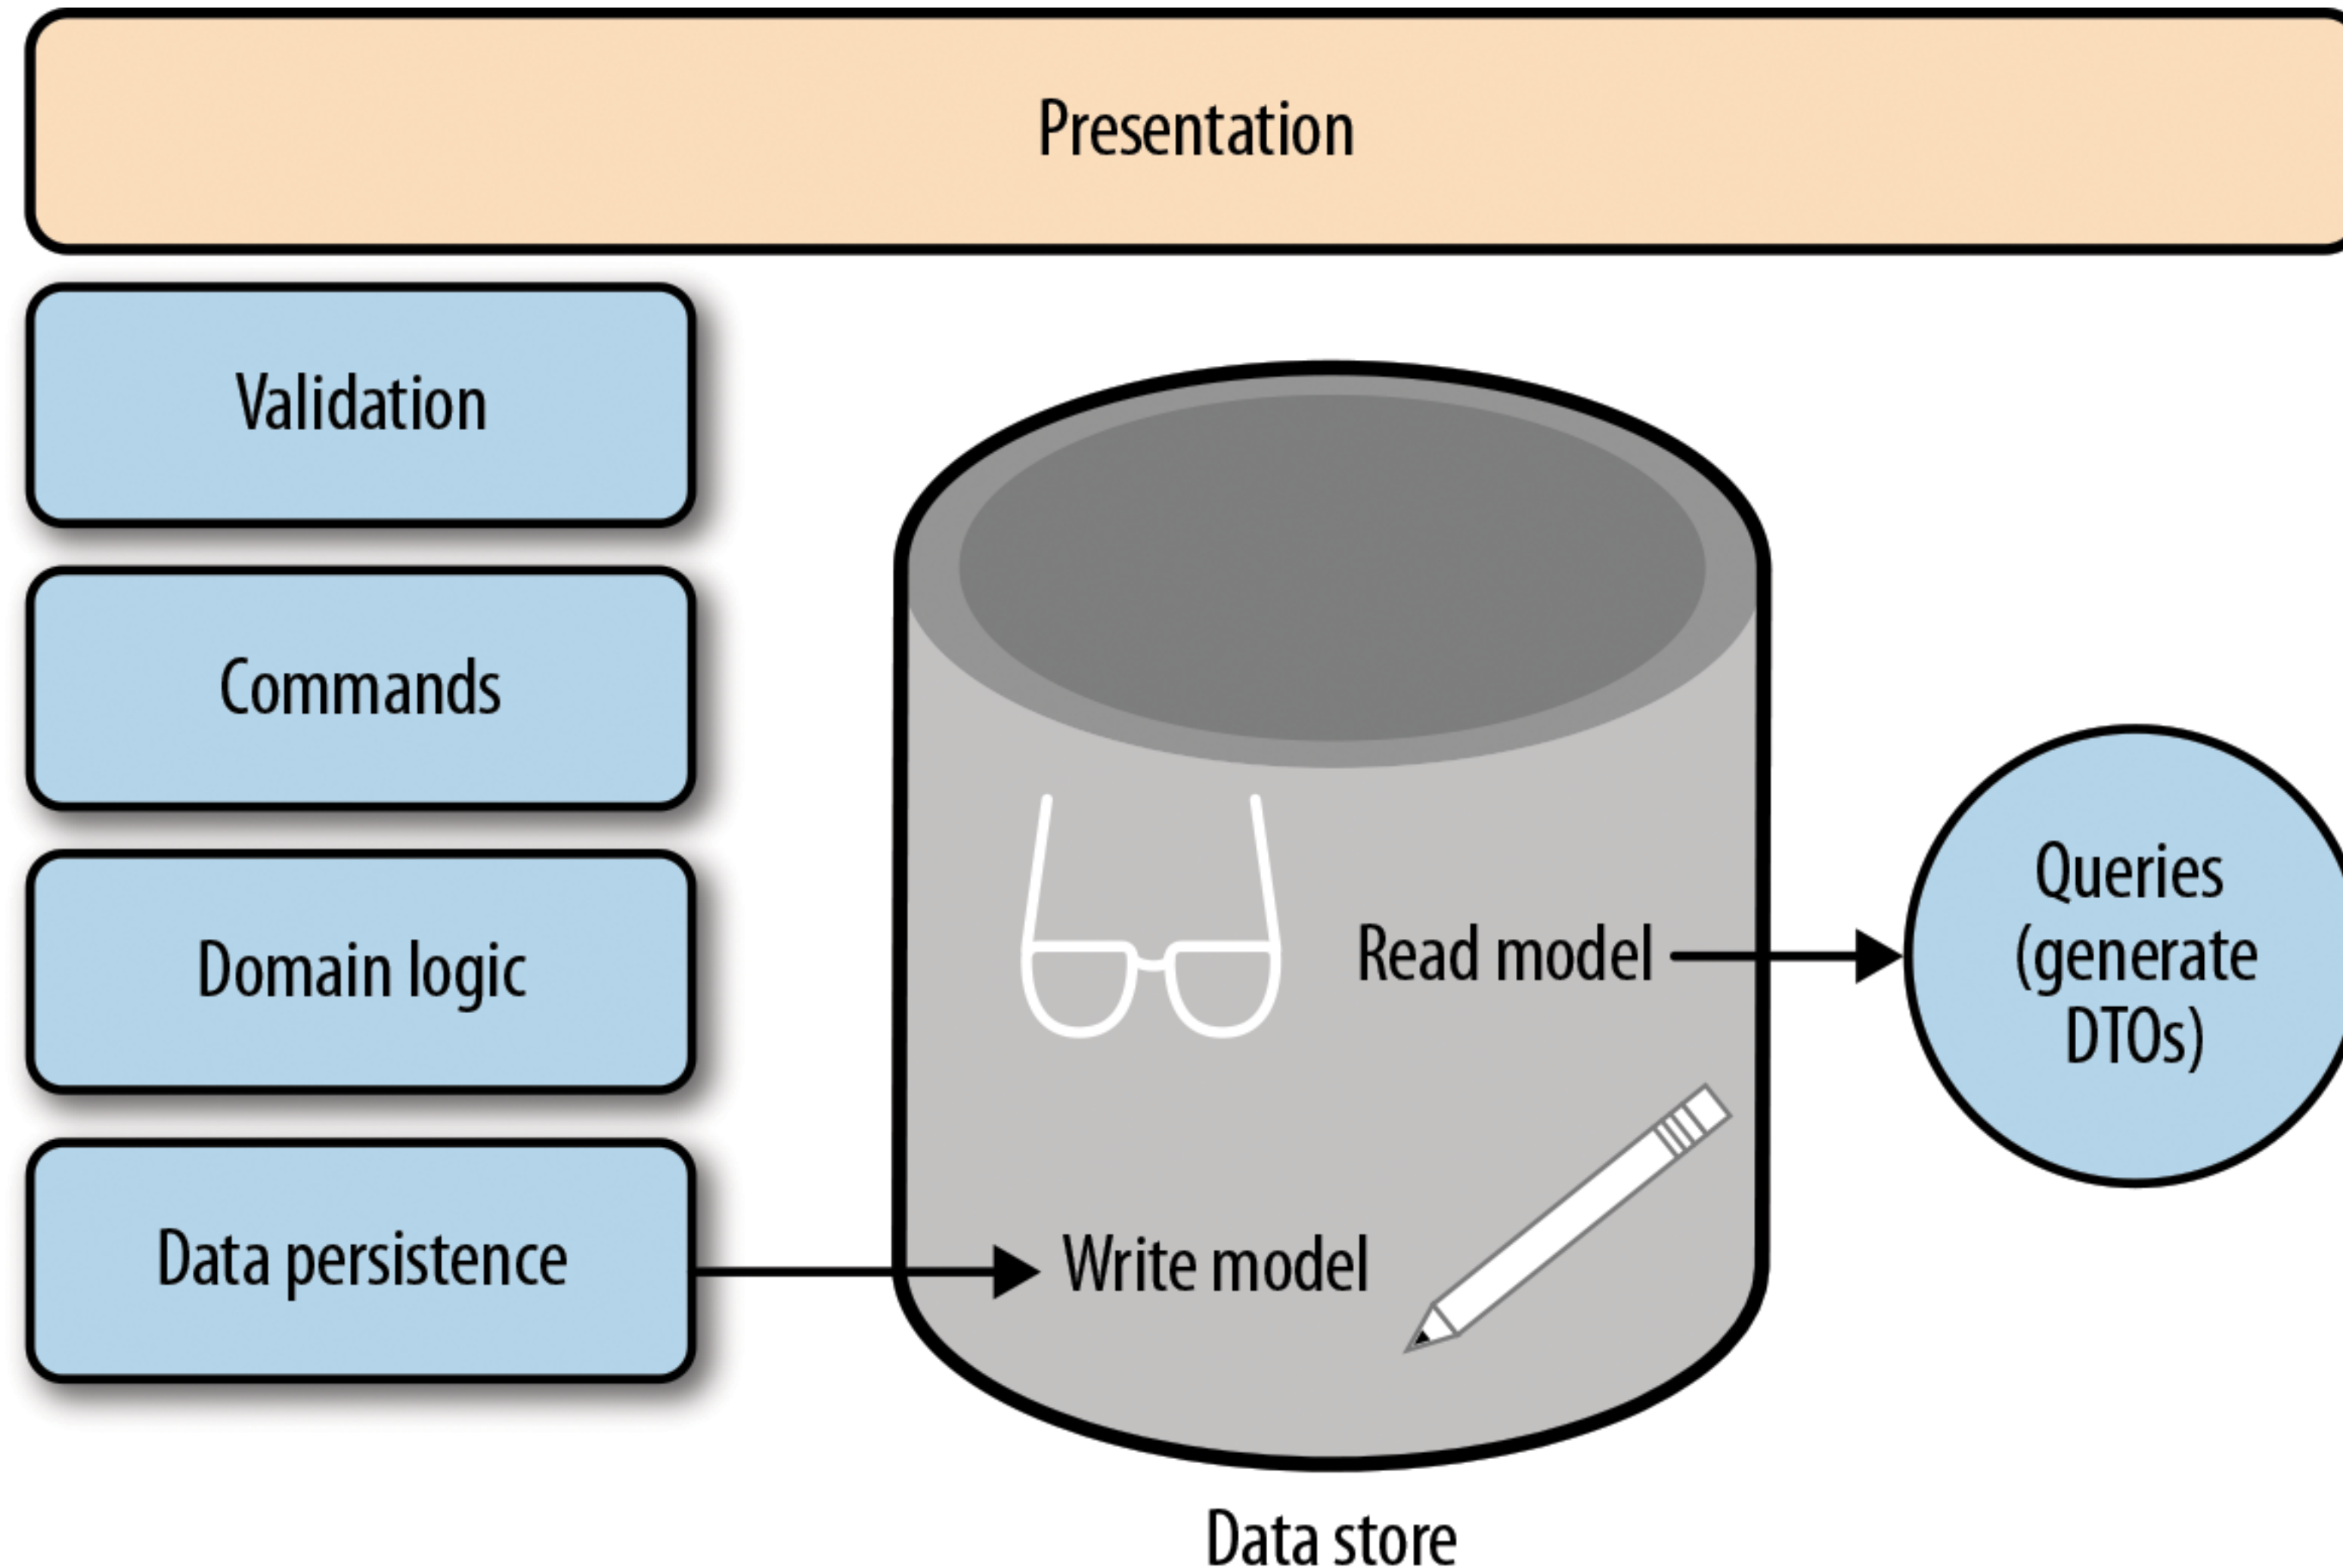 Presentation
Validation
Commands
Domain logic
Data persistence
Read model
Write model
Queries
(generate
DTOs)
Data store